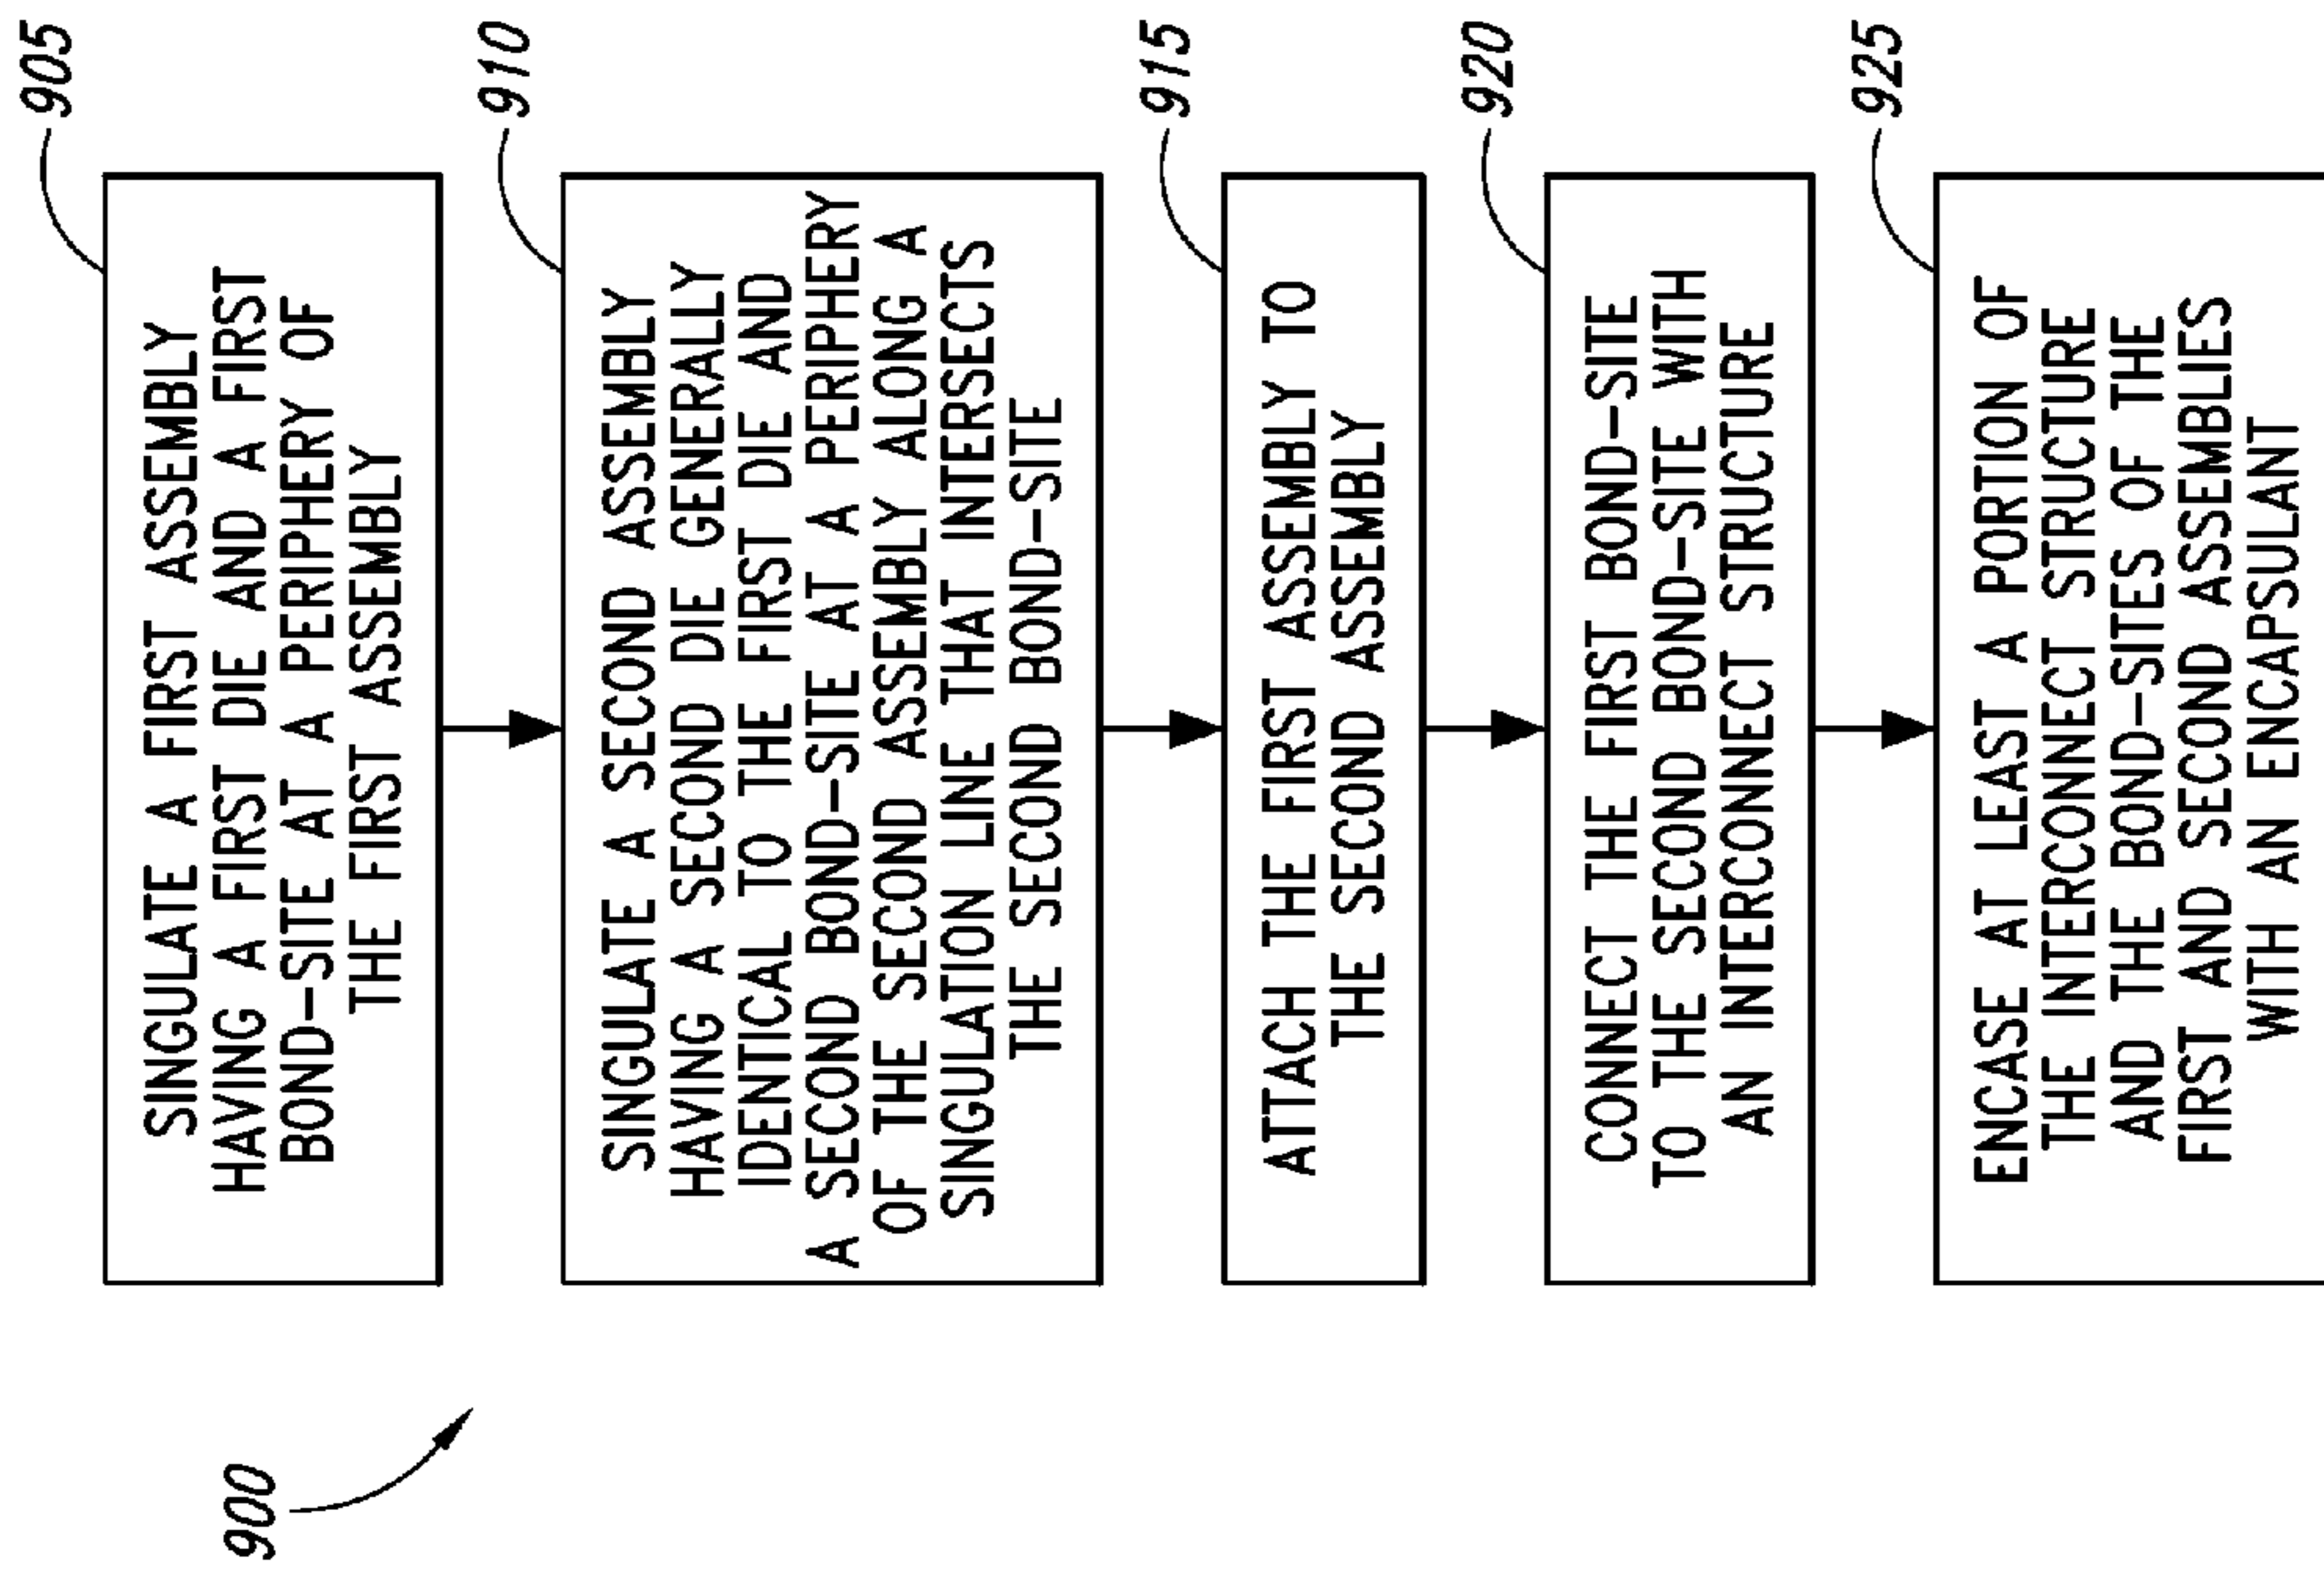 900
905
SINGULATE A FIRST ASSEMBLY
HAVING A FIRST DIE AND A FIRST
BOND-SITE AT A PERIPHERY OF
THE FIRST ASSEMBLY
910
SINGULATE A SECOND ASSEMBLY
HAVING A SECOND DIE GENERALLY
IDENTICAL TO THE FIRST DIE AND
A SECOND BOND-SITE AT A PERIPHERY
OF THE SECOND ASSEMBLY ALONG A
SINGULATION LINE THAT INTERSECTS
THE SECOND BOND-SITE
915
ATTACH THE FIRST ASSEMBLY TO
THE SECOND ASSEMBLY
920
CONNECT THE FIRST BOND-SITE
TO THE SECOND BOND-SITE WITH
AN INTERCONNECT STRUCTURE
925
ENCASE AT LEAST A PORTION OF
THE INTERCONNECT STRUCTURE
AND THE BOND-SITES OF THE
FIRST AND SECOND ASSEMBLIES
WITH AN ENCAPSULANT